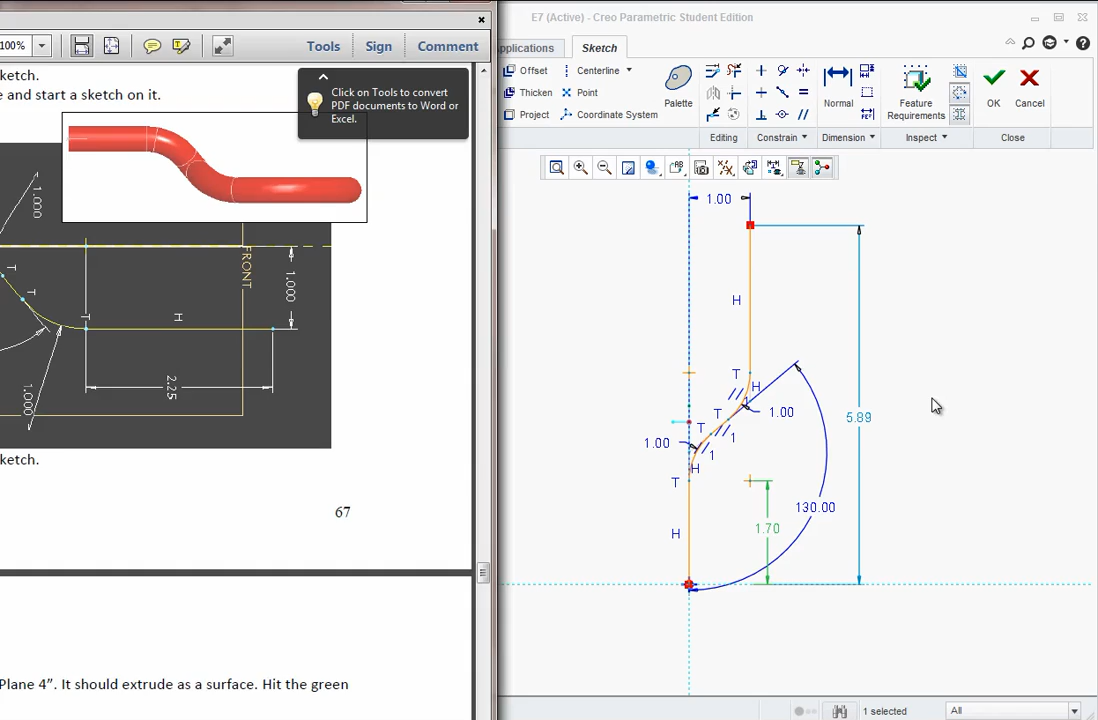 E7 (Active) - Creo Parametric Student Edition
100%
Tools
Sign
Comment
pplications
Sketch
sketch.
e and start a sketch on it.
Click on Tools to convert
PDF documents to Word or
Excel.
Offset
Centerline
Thicken
Point
Project
Coordinate System
Palette
Normal
Feature
Requirements
OK
Cancel
Editing
Constrain
Dimension
Inspect
Close
1.000
FRONT
1.000
T
T
T
H
2.25
1.000
ketch.
67
Plane 4”. It should extrude as a surface. Hit the green
1.00
H
T
H
T
1.00
T
1
1.00
1
H
T
H
5.89
130.00
1.70
1 selected
All